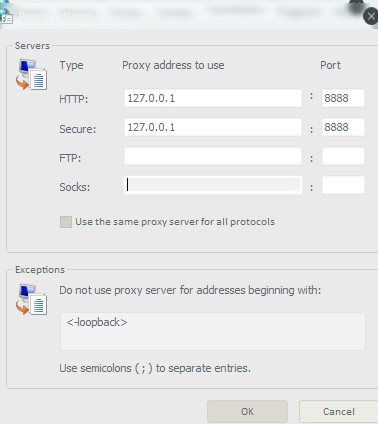 Servers
Type Proxy address to use Port
HTTP: 127.0.0.1 : 8888
Secure: 127.0.0.1 : 8888
FTP: :
Socks: :
Use the same proxy server for all protocols
Exceptions
Do not use proxy server for addresses beginning with:
<-loopback>
Use semicolons ( ; ) to separate entries.
OK Cancel